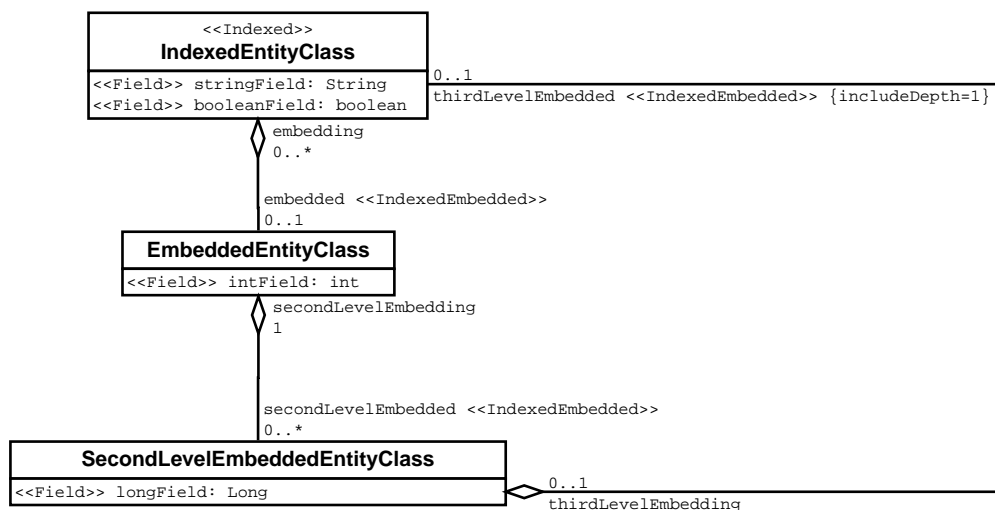 <<Indexed>>
IndexedEntityClass
<<Field>> stringField: String
<<Field>> booleanField: boolean
0..1
thirdLevelEmbedded <<IndexedEmbedded>> {includeDepth=1}
embedding
0..*
embedded <<IndexedEmbedded>>
0..1
EmbeddedEntityClass
<<Field>> intField: int
secondLevelEmbedding
1
secondLevelEmbedded <<IndexedEmbedded>>
0..*
SecondLevelEmbeddedEntityClass
<<Field>> longField: Long
0..1
thirdLevelEmbedding